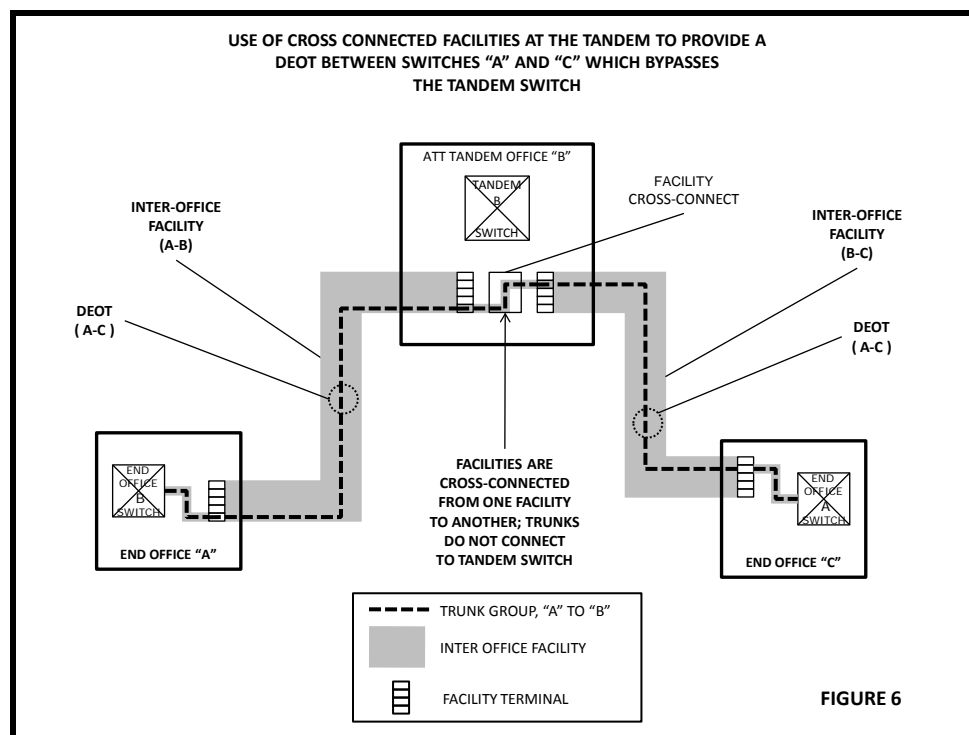 USE OF CROSS CONNECTED FACILITIES AT THE TANDEM TO PROVIDE A
DEOT BETWEEN SWITCHES “A” AND “C” WHICH BYPASSES
THE TANDEM SWITCH
ATT TANDEM OFFICE “B”
TANDEM
B
SWITCH
FACILITY
CROSS-CONNECT
INTER-OFFICE
FACILITY
(A-B)
INTER-OFFICE
FACILITY
(B-C)
DEOT
( A-C )
DEOT
( A-C )
END
OFFICE
B
SWITCH
END OFFICE “A”
FACILITIES ARE
CROSS-CONNECTED
FROM ONE FACILITY
TO ANOTHER; TRUNKS
DO NOT CONNECT
TO TANDEM SWITCH
END
OFFICE
A
SWITCH
END OFFICE “C”
TRUNK GROUP, “A” TO “B”
INTER OFFICE FACILITY
FACILITY TERMINAL
FIGURE 6